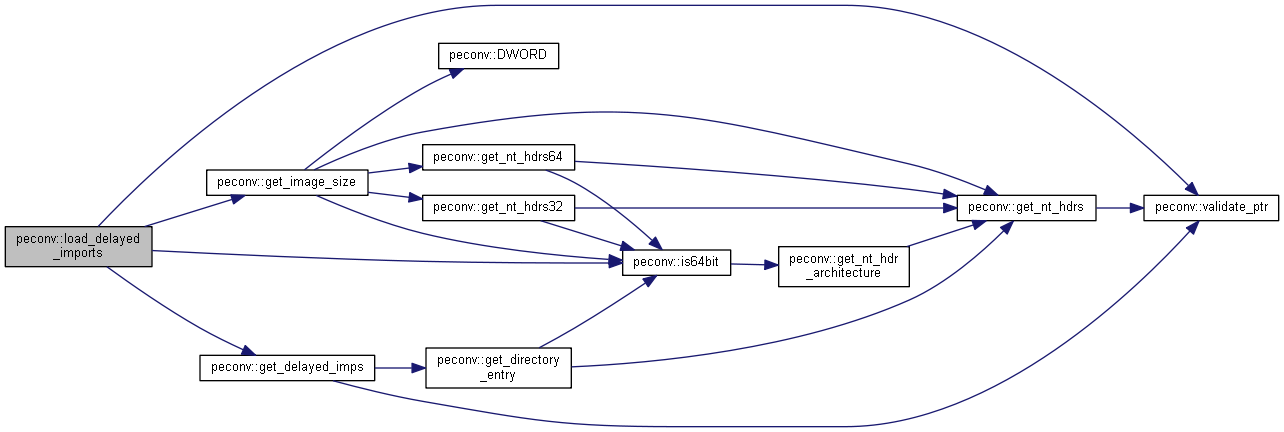 peconv::load_delayed
_imports
peconv::get_image_size
peconv::DWORD
peconv::get_nt_hdrs64
peconv::get_nt_hdrs32
peconv::is64bit
peconv::get_nt_hdr
_architecture
peconv::get_nt_hdrs
peconv::validate_ptr
peconv::get_delayed_imps
peconv::get_directory
_entry